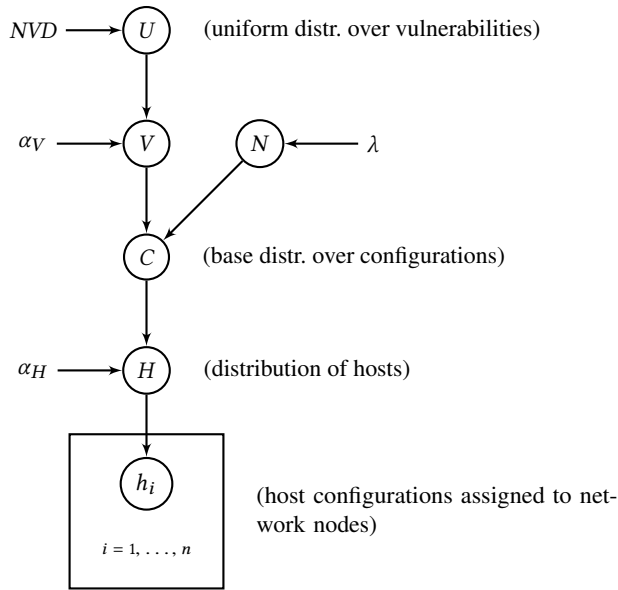 NVD U (uniform distr. over vulnerabilities)
α_V V N λ
C (base distr. over configurations)
α_H H (distribution of hosts)
h_i (host configurations assigned to net-
work nodes)
i = 1, . . . , n